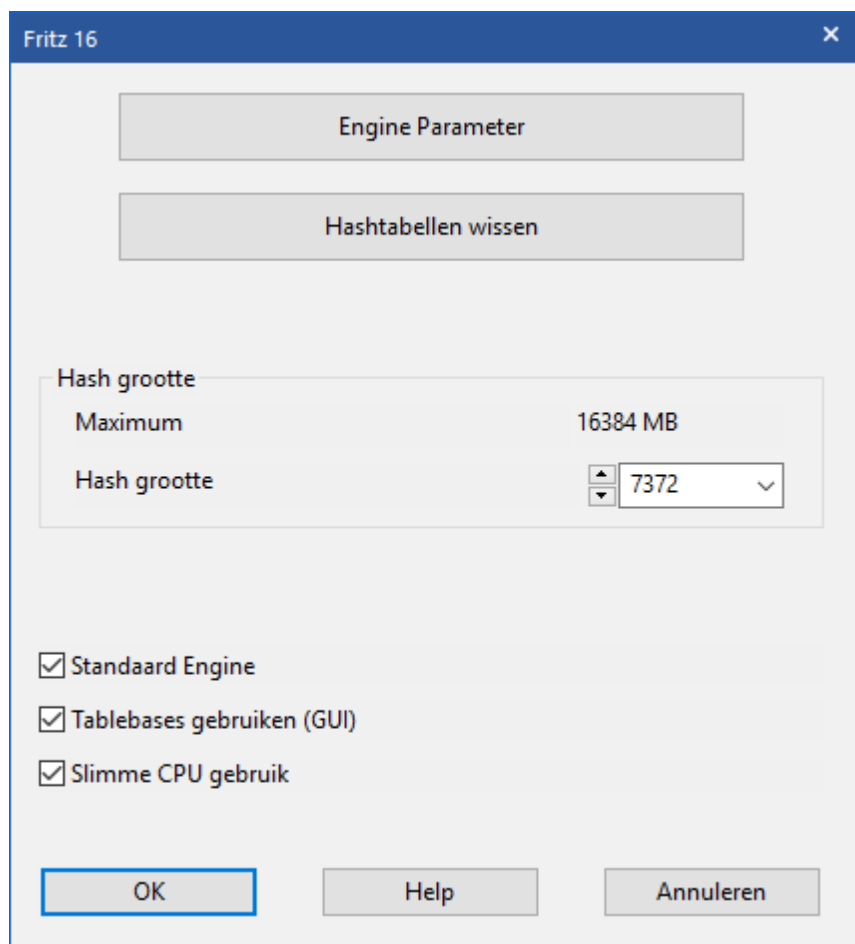 Fritz 16
Engine Parameter
Hashtabellen wissen
Hash grootte
Maximum 16384 MB
Hash grootte 7372
Standaard Engine
Tablebases gebruiken (GUI)
Slimme CPU gebruik
OK Help Annuleren